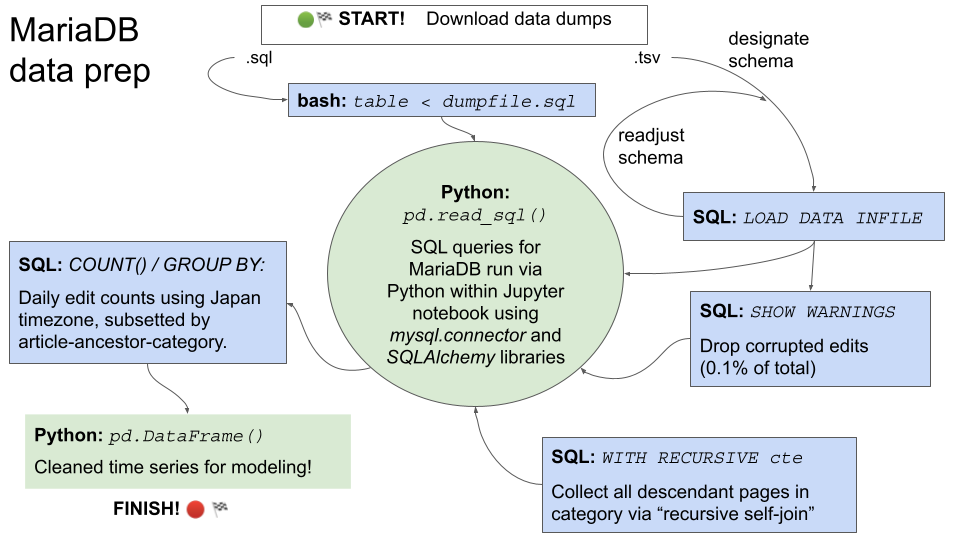 MariaDB
data prep
START! Download data dumps
.sql
.tsv
designate
schema
bash: table < dumpfile.sql
readjust
schema
Python:
pd.read_sql()
SQL queries for
MariaDB run via
Python within Jupyter
notebook using
mysql.connector and
SQLAlchemy libraries
SQL: LOAD DATA INFILE
SQL: COUNT() / GROUP BY:
Daily edit counts using Japan
timezone, subsetted by
article-ancestor-category.
SQL: SHOW WARNINGS
Drop corrupted edits
(0.1% of total)
Python: pd.DataFrame()
Cleaned time series for modeling!
FINISH!
SQL: WITH RECURSIVE cte
Collect all descendant pages in
category via “recursive self-join”